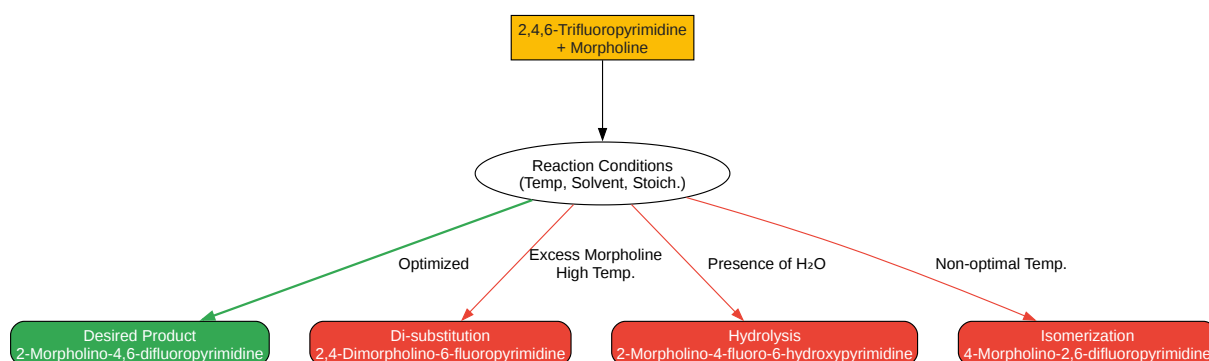 2,4,6-Trifluoropyrimidine
+ Morpholine
Reaction Conditions
(Temp, Solvent, Stoich.)
Optimized
Excess Morpholine
High Temp.
Presence of H₂O
Non-optimal Temp.
Desired Product
2-Morpholino-4,6-difluoropyrimidine
Di-substitution
2,4-Dimorpholino-6-fluoropyrimidine
Hydrolysis
2-Morpholino-4-fluoro-6-hydroxypyrimidine
Isomerization
4-Morpholino-2,6-difluoropyrimidine